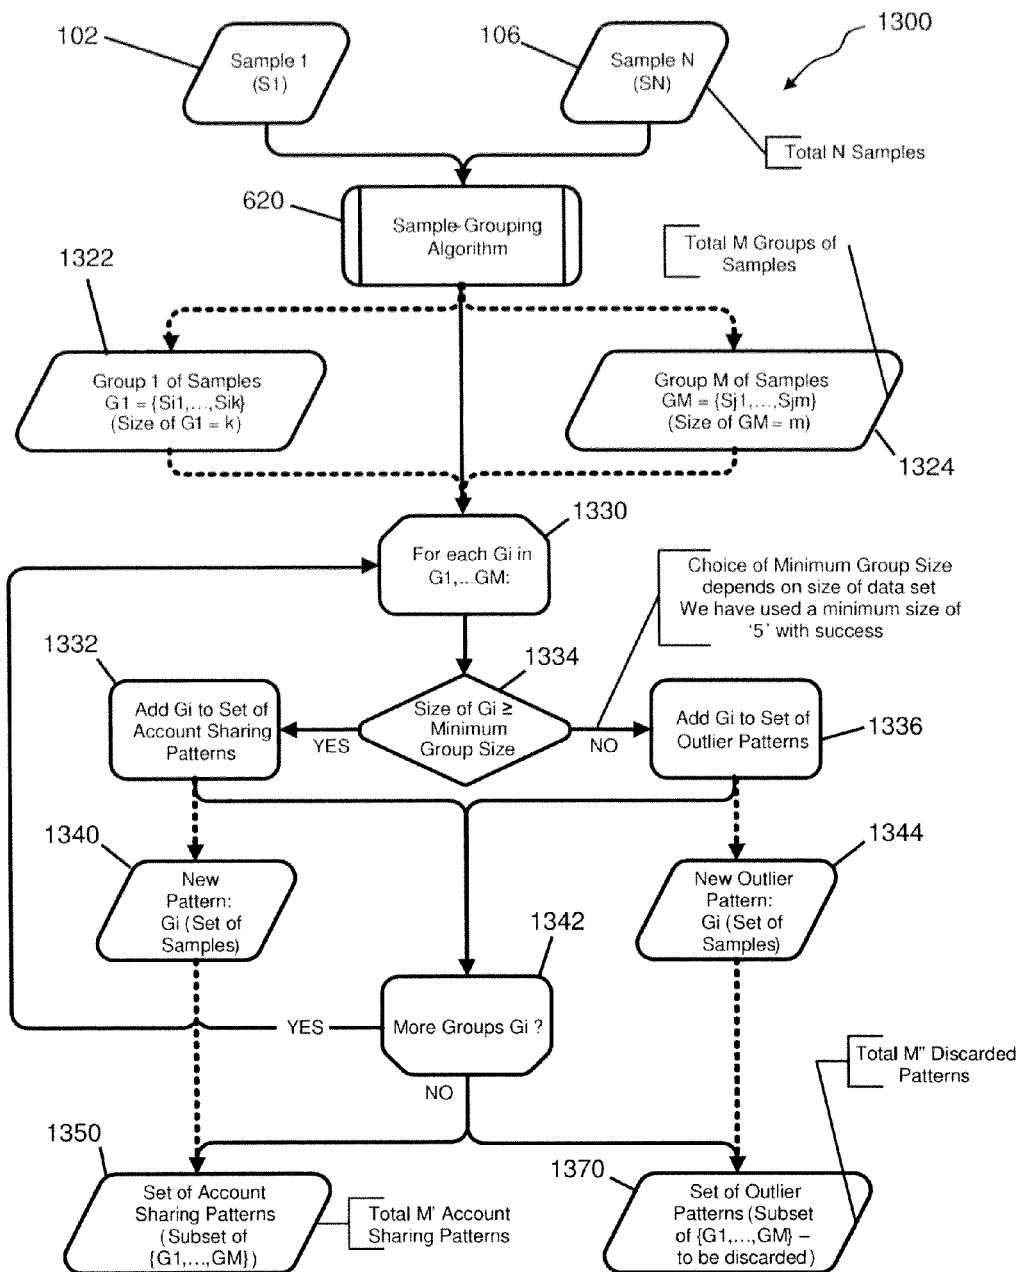 1300
102
106
Sample 1
(S1)
Sample N
(SN)
Total N Samples
620
Sample-Grouping
Algorithm
Total M Groups of
Samples
1322
Group 1 of Samples
G1 = {Si1,...,Sik}
(Size of G1 = k)
Group M of Samples
GM = {Sj1,...,Sjm}
(Size of GM = m)
1324
1330
For each Gi in
G1,...GM:
Choice of Minimum Group Size
depends on size of data set
We have used a minimum size of
'5' with success
1332
1334
Add Gi to Set of
Account Sharing
Patterns
YES
Size of Gi ≥
Minimum
Group Size
NO
Add Gi to Set of
Outlier Patterns
1336
1340
New
Pattern:
Gi (Set of
Samples)
1344
New Outlier
Pattern:
Gi (Set of
Samples)
1342
YES
More Groups Gi ?
NO
Total M" Discarded
Patterns
1350
Set of Account
Sharing Patterns
(Subset of
{G1,...,GM})
Total M' Account
Sharing Patterns
1370
Set of Outlier
Patterns (Subset
of {G1,...,GM} –
to be discarded)